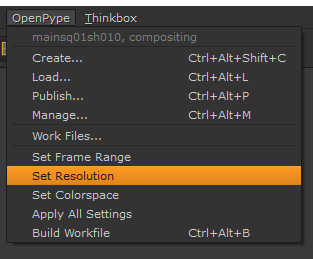 OpenPype Thinkbox
mainsq01sh010, compositing
Create... Ctrl+Alt+Shift+C
Load... Ctrl+Alt+L
Publish... Ctrl+Alt+P
Manage... Ctrl+Alt+M
Work Files...
Set Frame Range
Set Resolution
Set Colorspace
Apply All Settings
Build Workfile Ctrl+Alt+B